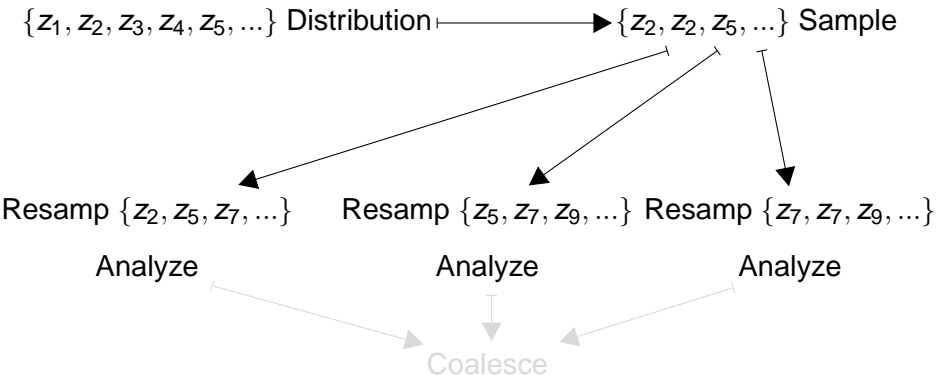 {z₁, z₂, z₃, z₄, z₅, ...} Distribution {z₂, z₂, z₅, ...} Sample
Resamp {z₂, z₅, z₇, ...} Resamp {z₅, z₇, z₉, ...} Resamp {z₇, z₇, z₉, ...}
Analyze Analyze Analyze
Coalesce